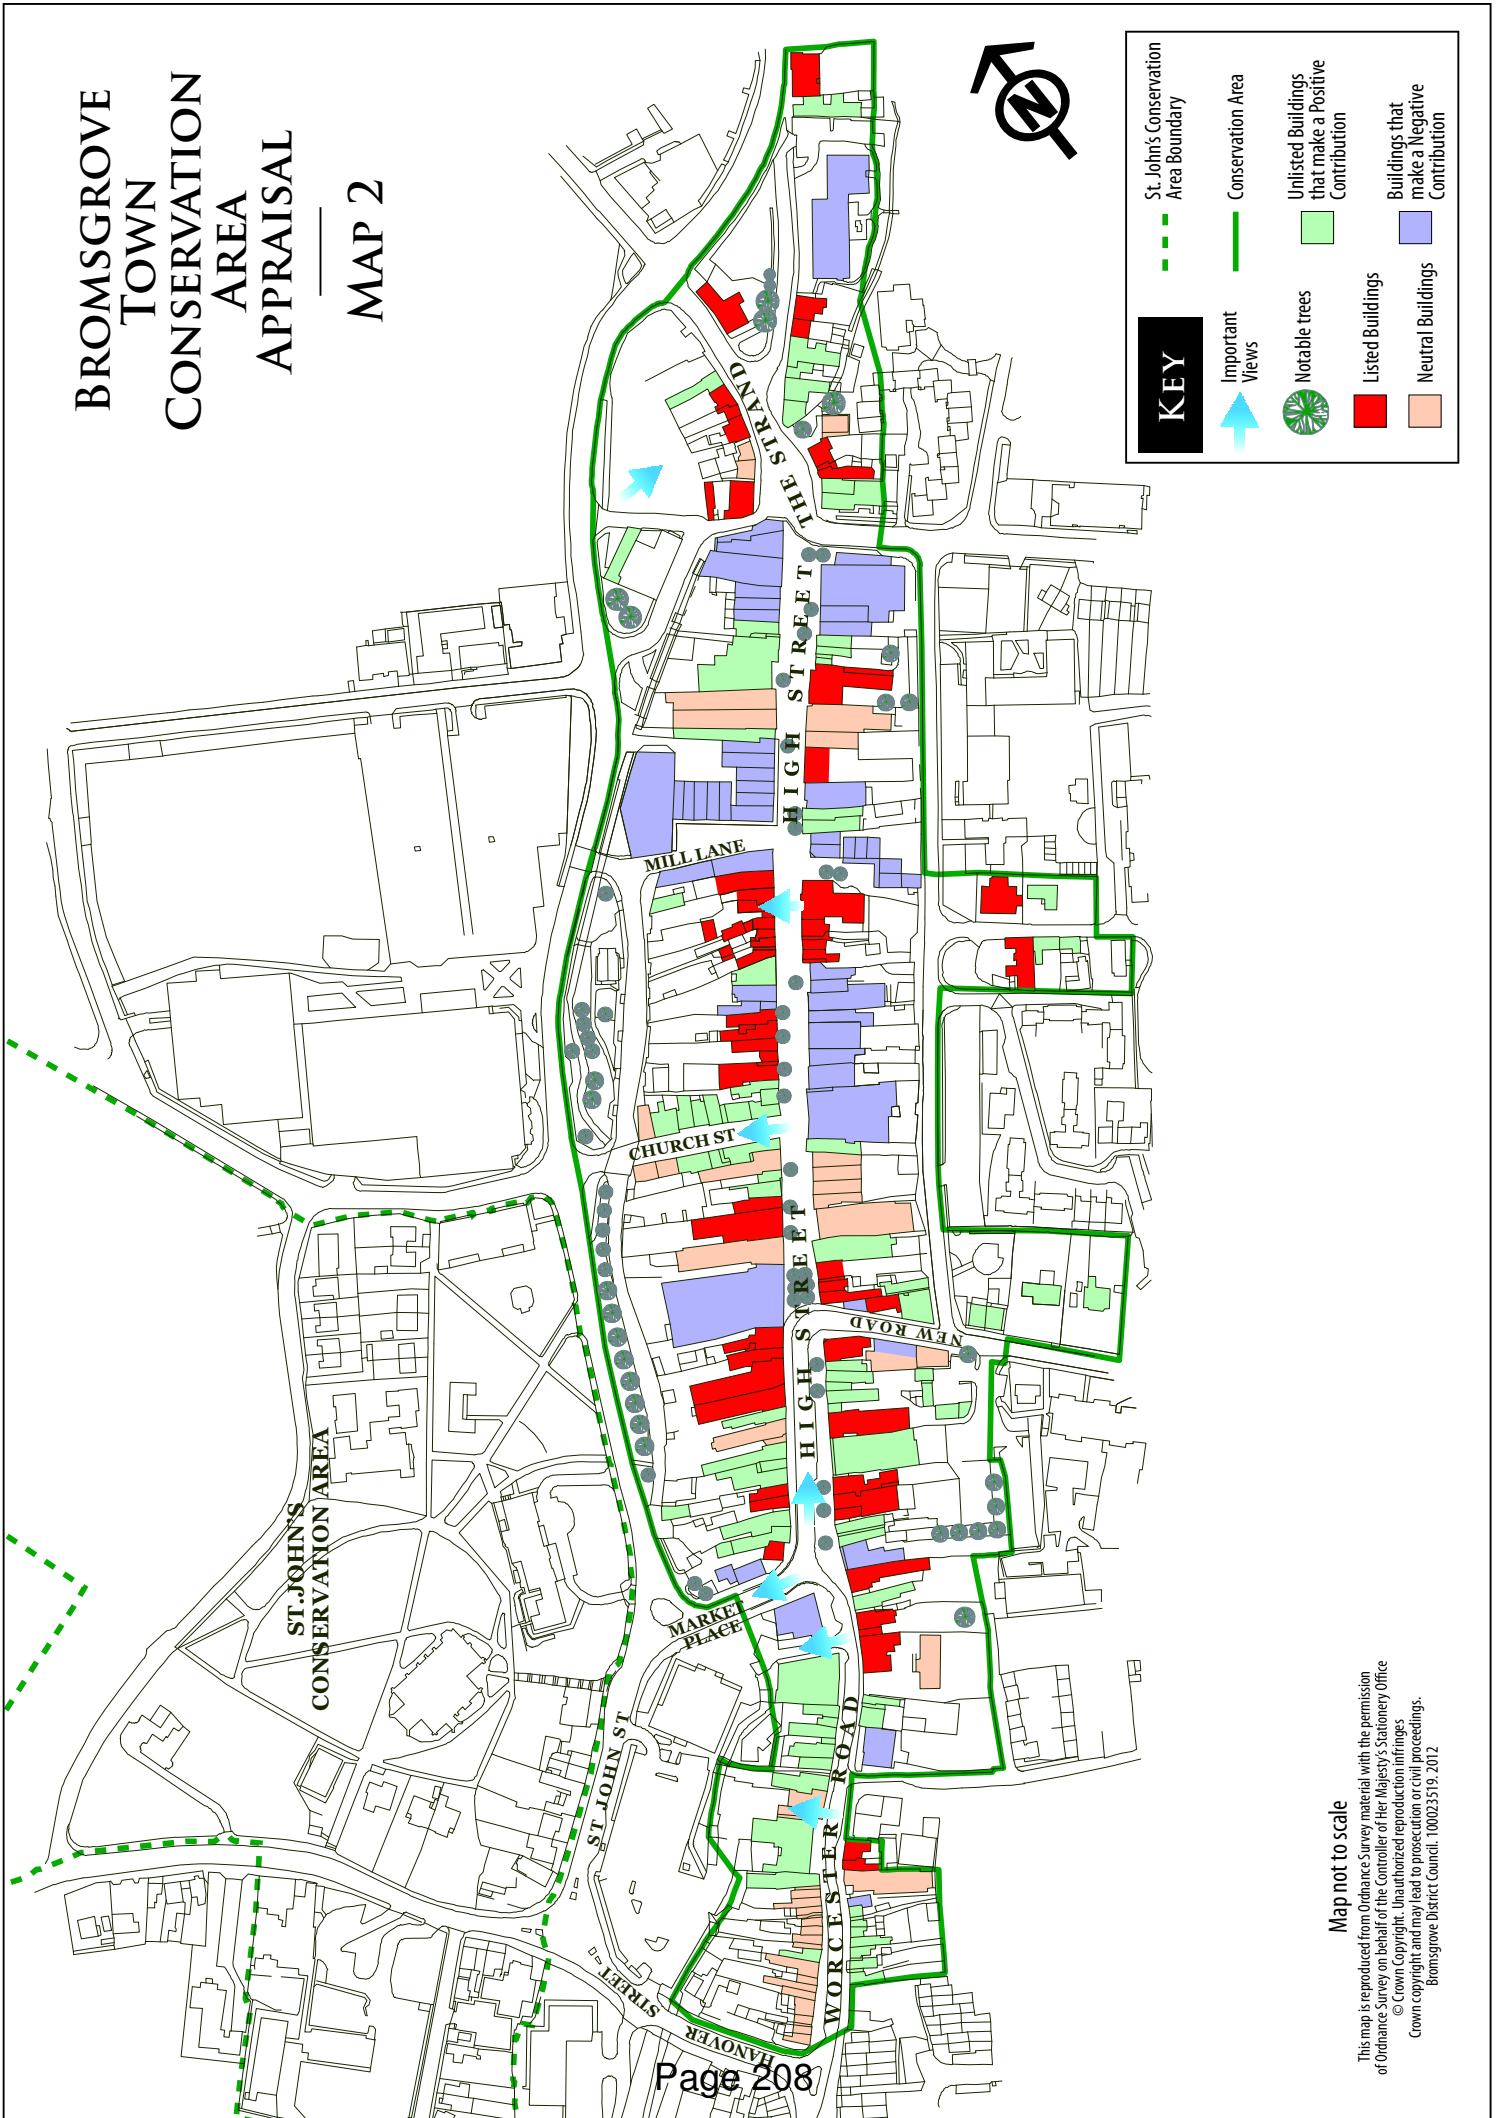 BROMSGROVE
TOWN
CONSERVATION
AREA
APPRAISAL
MAP 2
N
KEY
Important
Views
Notable trees
Listed Buildings
Neutral Buildings
St. John's Conservation
Area Boundary
Conservation Area
Unlisted Buildings
that make a Positive
Contribution
Buildings that
make a Negative
Contribution
THE STRAND
HIGH STREET
MILL LANE
CHURCH ST
HIGH STREET
NEW ROAD
HIGH
ST.JOHN'S
CONSERVATION AREA
MARKET
PLACE
ST JOHN ST
WORCESTER ROAD
HANOVER
STREET
Map not to scale
This map is reproduced from Ordnance Survey material with the permission
of Ordnance Survey on behalf of the Controller of Her Majesty's Stationery Office
© Crown Copyright. Unauthorized reproduction infringes
Crown copyright and may lead to prosecution or civil proceedings.
Bromsgrove District Council. 100023519. 2012
Page 208